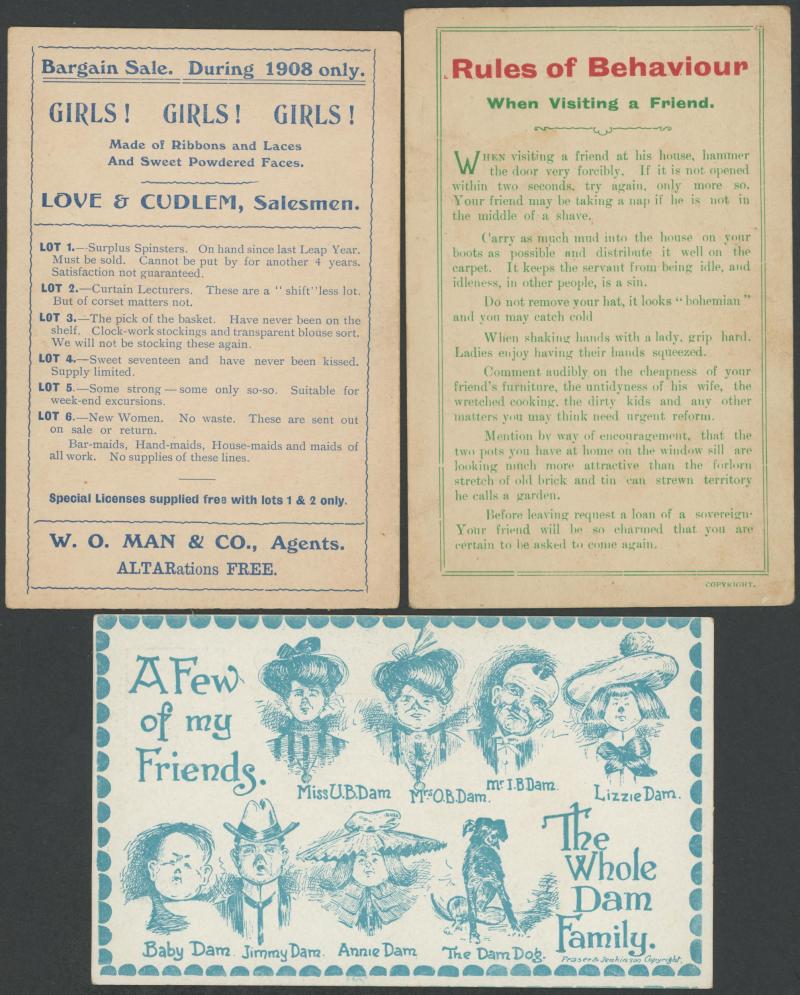 Bargain Sale. During 1908 only.
GIRLS! GIRLS! GIRLS!
Made of Ribbons and Laces
And Sweet Powdered Faces.
LOVE & CUDLEM, Salesmen.
LOT 1.—Surplus Spinsters. On hand since last Leap Year.
Must be sold. Cannot be put by for another 4 years.
Satisfaction not guaranteed.
LOT 2.—Curtain Lecturers. These are a "shift"less lot.
But of corset matters not.
LOT 3.—The pick of the basket. Have never been on the
shelf. Clock-work stockings and transparent blouse sort.
We will not be stocking these again.
LOT 4.—Sweet seventeen and have never been kissed.
Supply limited.
LOT 5.—Some strong—some only so-so. Suitable for
week-end excursions.
LOT 6.—New Women. No waste. These are sent out
on sale or return.
Bar-maids, Hand-maids, House-maids and maids of
all work. No supplies of these lines.
Special Licenses supplied free with lots 1 & 2 only.
W. O. MAN & CO., Agents.
ALTARations FREE.
Rules of Behaviour
When Visiting a Friend.
WHEN visiting a friend at his house, hammer
the door very forcibly. If it is not opened
within two seconds, try again, only more so.
Your friend may be taking a nap if he is not in
the middle of a shave.
Carry as much mud into the house on your
boots as possible and distribute it well on the
carpet. It keeps the servant from being idle, and
idleness, in other people, is a sin.
Do not remove your hat, it looks "bohemian"
and you may catch cold
When shaking hands with a lady, grip hard.
Ladies enjoy having their hands squeezed.
Comment audibly on the cheapness of your
friend's furniture, the untidyness of his wife, the
wretched cooking, the dirty kids and any other
matters you may think need urgent reform.
Mention by way of encouragement, that the
two pots you have at home on the window sill are
looking much more attractive than the forlorn
stretch of old brick and tin can strewn territory
he calls a garden.
Before leaving request a loan of a sovereign.
Your friend will be so charmed that you are
certain to be asked to come again.
COPYRIGHT.
A Few
of my
Friends.
Miss U.B. Dam
Mrs O.B. Dam.
Mr I.B Dam.
Lizzie Dam.
Baby Dam.
Jimmy Dam.
Annie Dam
The Dam Dog.
The
Whole
Dam
Family.
Fraser & Jenkinson Copyright.